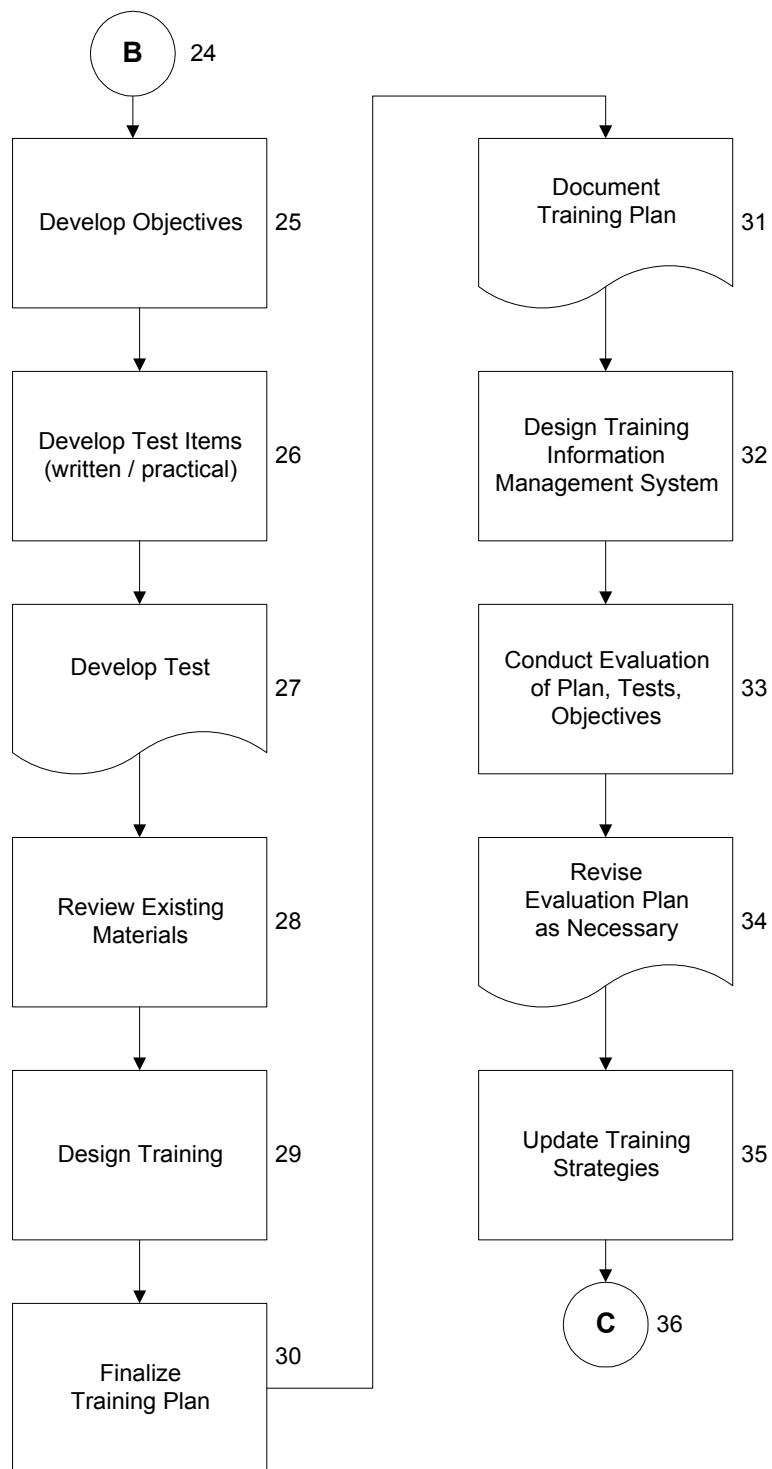 B 24
Develop Objectives 25
Develop Test Items
(written / practical) 26
Develop Test 27
Review Existing
Materials 28
Design Training 29
Finalize
Training Plan 30
Document
Training Plan 31
Design Training
Information
Management System 32
Conduct Evaluation
of Plan, Tests,
Objectives 33
Revise
Evaluation Plan
as Necessary 34
Update Training
Strategies 35
C 36